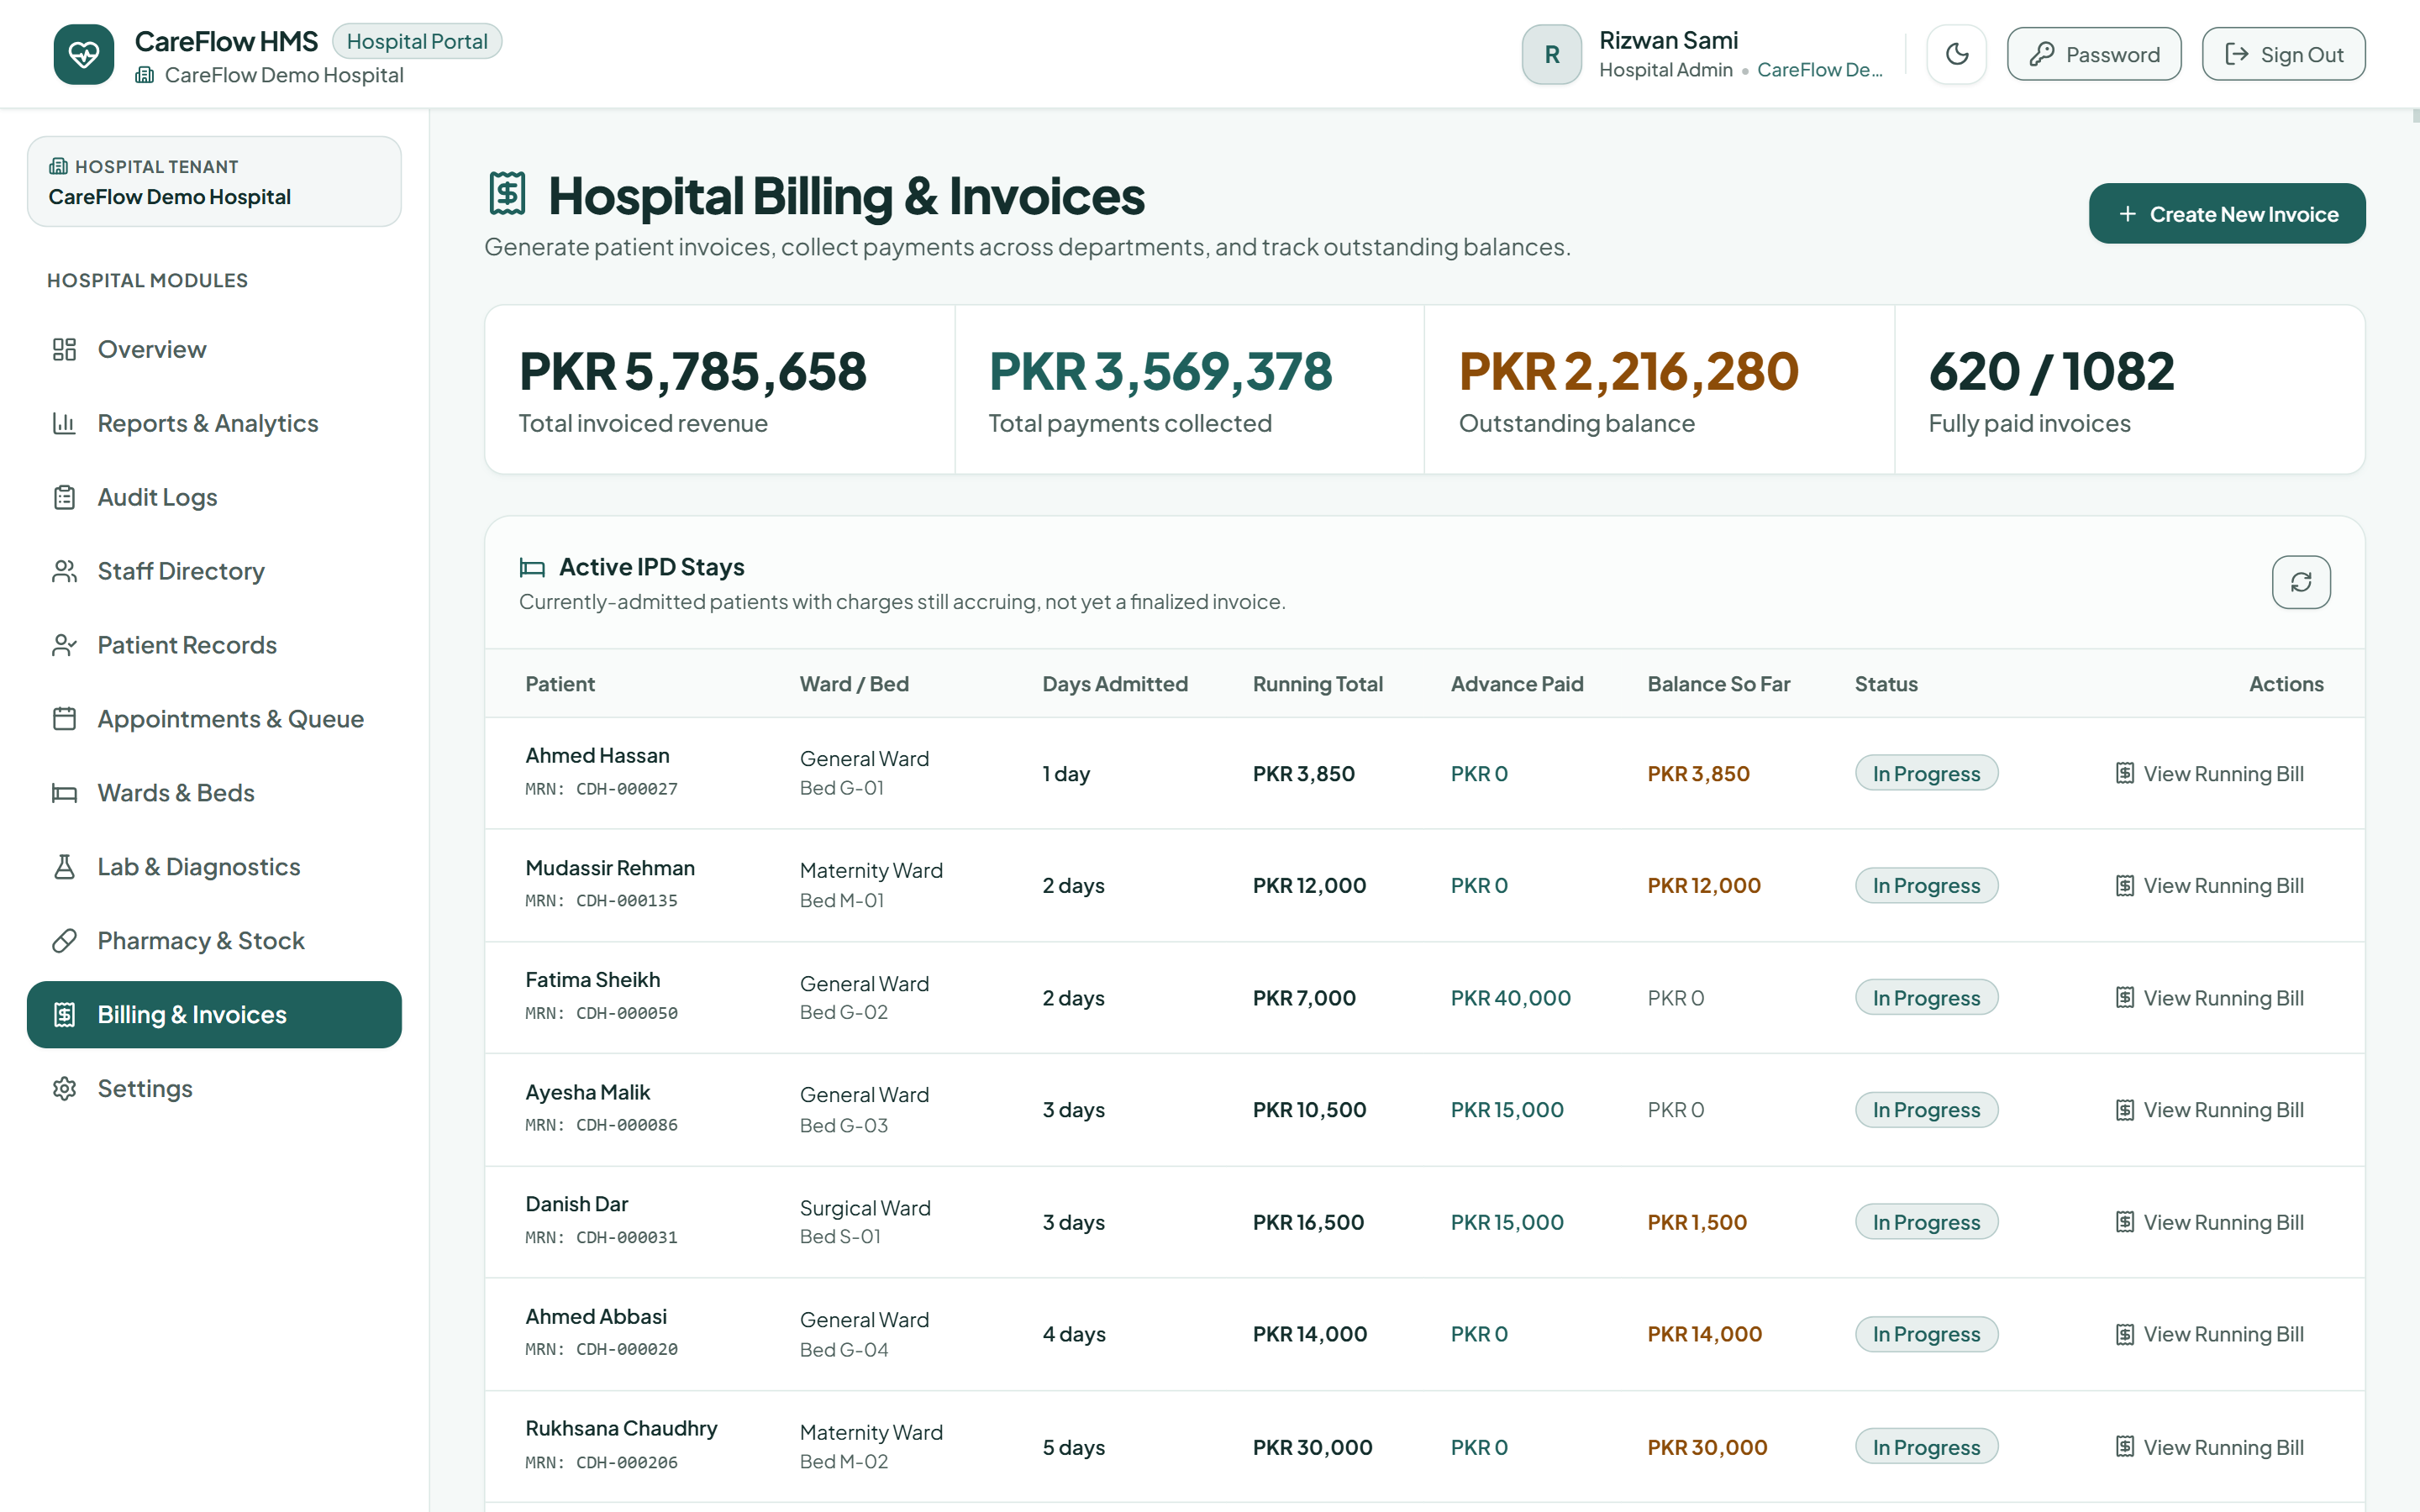 CareFlow HMS Hospital Portal
CareFlow Demo Hospital
R
Rizwan Sami
Hospital Admin • CareFlow De...
Password
Sign Out
HOSPITAL TENANT
CareFlow Demo Hospital
HOSPITAL MODULES
Overview
Reports & Analytics
Audit Logs
Staff Directory
Patient Records
Appointments & Queue
Wards & Beds
Lab & Diagnostics
Pharmacy & Stock
Billing & Invoices
Settings
Hospital Billing & Invoices
Generate patient invoices, collect payments across departments, and track outstanding balances.
+ Create New Invoice
PKR 5,785,658
Total invoiced revenue
PKR 3,569,378
Total payments collected
PKR 2,216,280
Outstanding balance
620 / 1082
Fully paid invoices
Active IPD Stays
Currently-admitted patients with charges still accruing, not yet a finalized invoice.
Patient Ward / Bed Days Admitted Running Total Advance Paid Balance So Far Status Actions
Ahmed Hassan
MRN: CDH-000027
General Ward
Bed G-01
1 day PKR 3,850 PKR 0 PKR 3,850 In Progress View Running Bill
Mudassir Rehman
MRN: CDH-000135
Maternity Ward
Bed M-01
2 days PKR 12,000 PKR 0 PKR 12,000 In Progress View Running Bill
Fatima Sheikh
MRN: CDH-000050
General Ward
Bed G-02
2 days PKR 7,000 PKR 40,000 PKR 0 In Progress View Running Bill
Ayesha Malik
MRN: CDH-000086
General Ward
Bed G-03
3 days PKR 10,500 PKR 15,000 PKR 0 In Progress View Running Bill
Danish Dar
MRN: CDH-000031
Surgical Ward
Bed S-01
3 days PKR 16,500 PKR 15,000 PKR 1,500 In Progress View Running Bill
Ahmed Abbasi
MRN: CDH-000020
General Ward
Bed G-04
4 days PKR 14,000 PKR 0 PKR 14,000 In Progress View Running Bill
Rukhsana Chaudhry
MRN: CDH-000206
Maternity Ward
Bed M-02
5 days PKR 30,000 PKR 0 PKR 30,000 In Progress View Running Bill